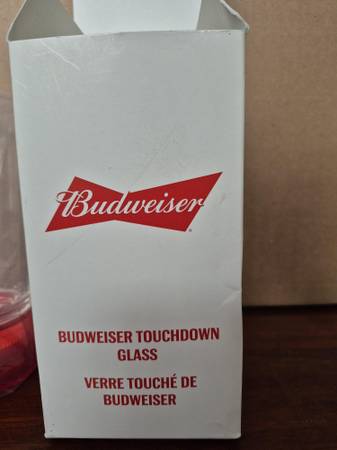 Budweiser
BUDWEISER TOUCHDOWN
GLASS
VERRE TOUCHÉ DE
BUDWEISER